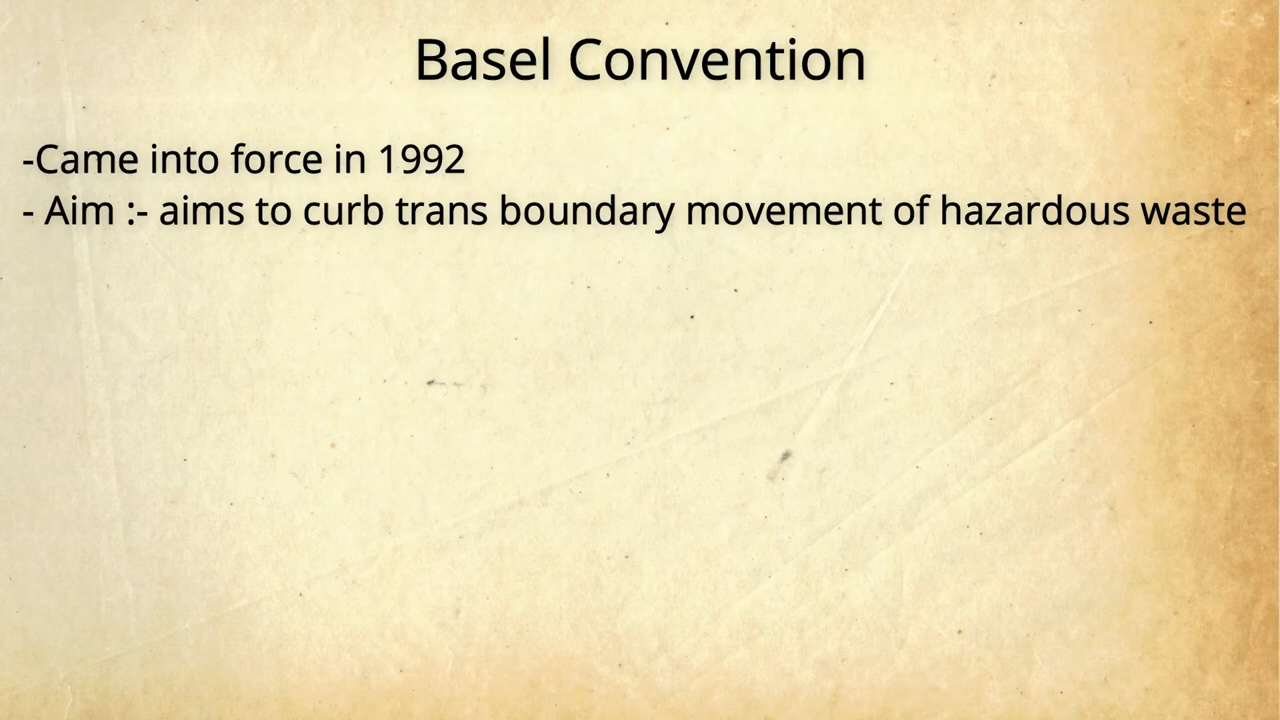 Basel Convention
-Came into force in 1992
- Aim :- aims to curb trans boundary movement of hazardous waste